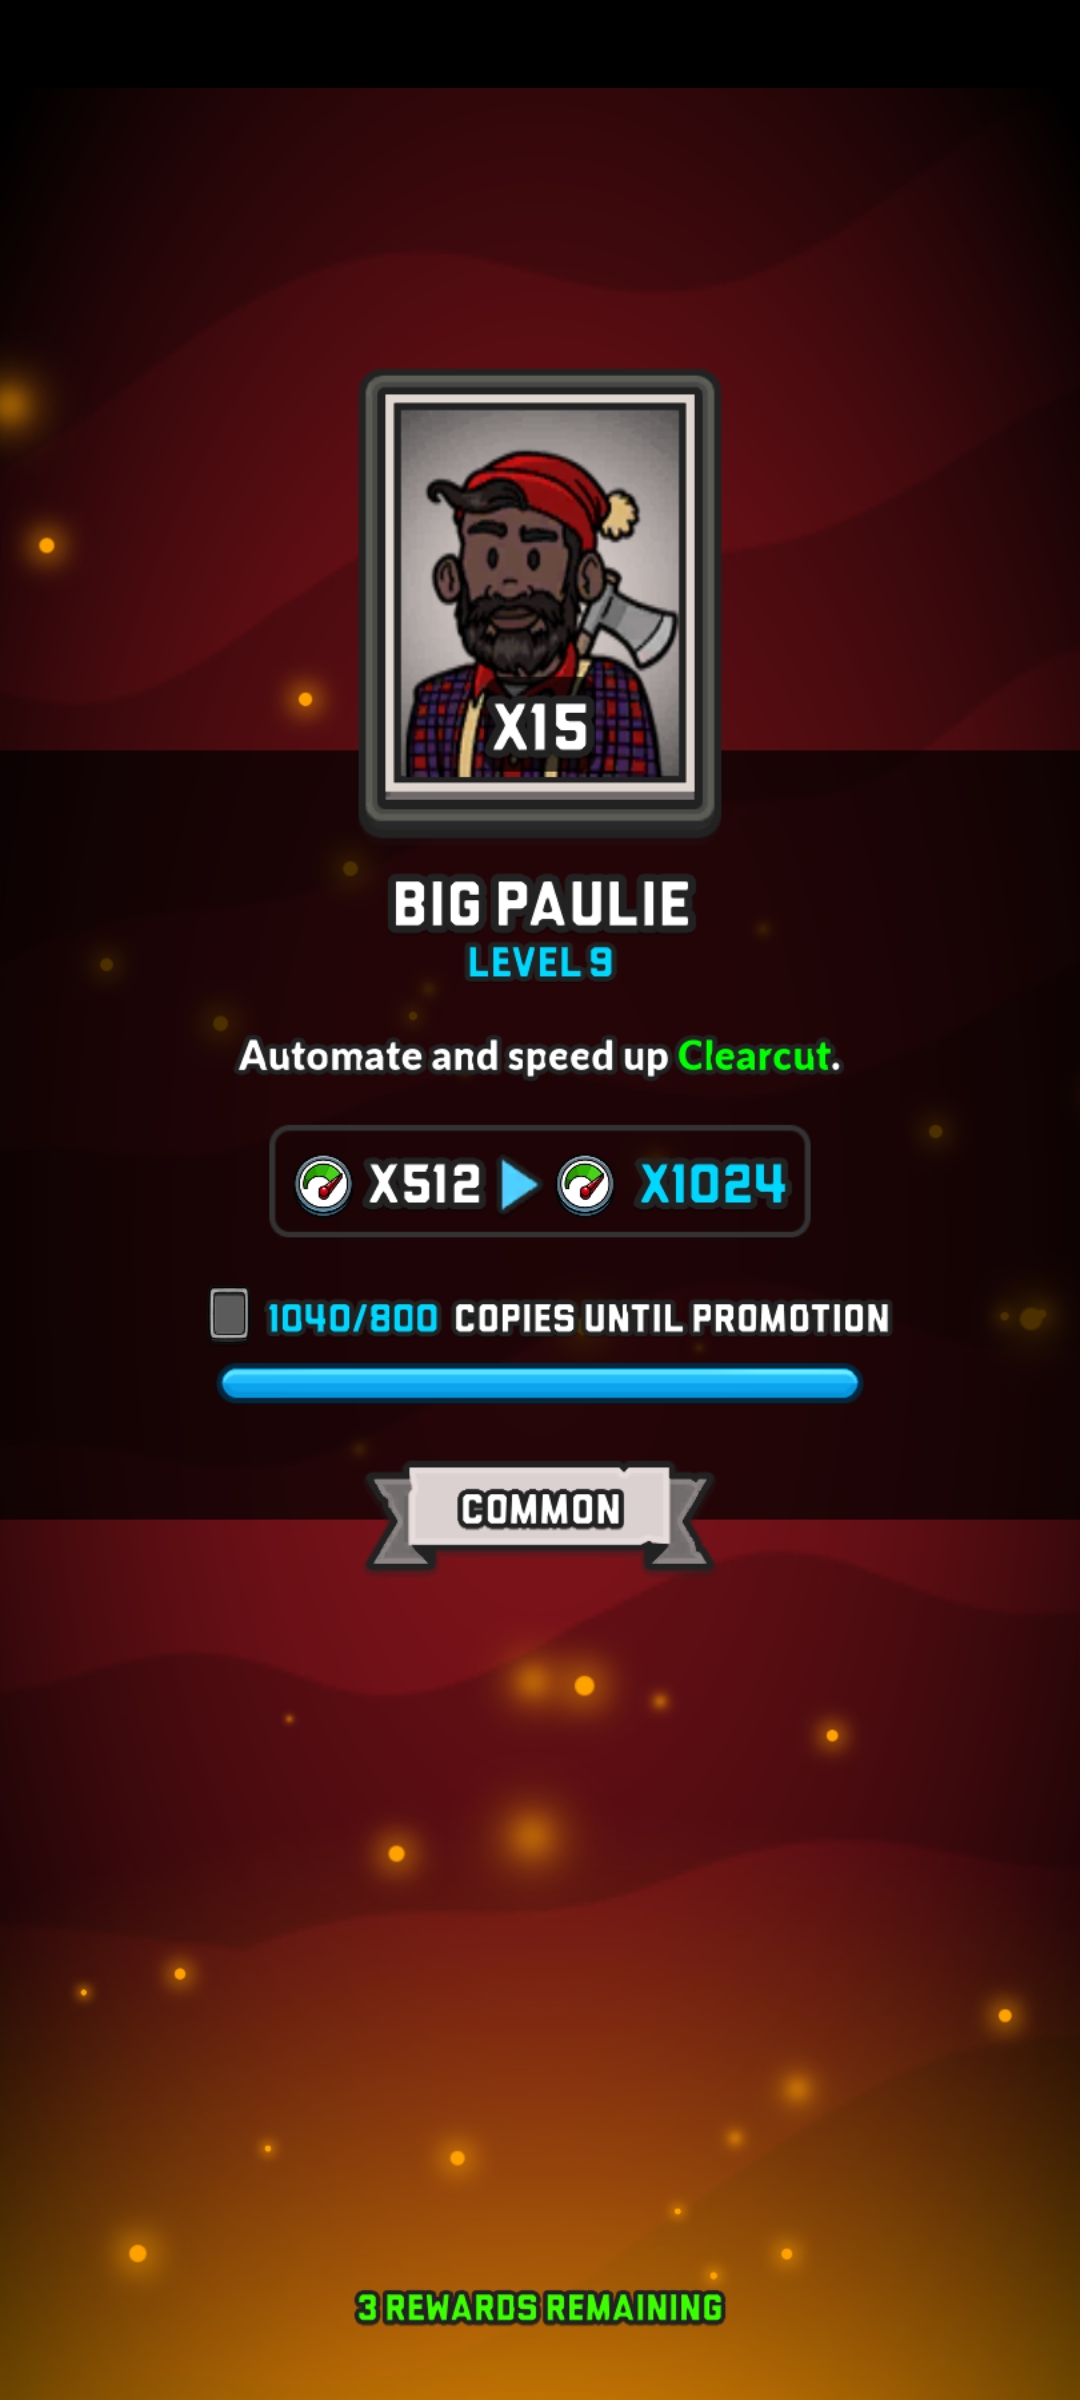 X15
BIG PAULIE
LEVEL 9
Automate and speed up Clearcut.
X512 X1024
1040/800 COPIES UNTIL PROMOTION
COMMON
3 REWARDS REMAINING